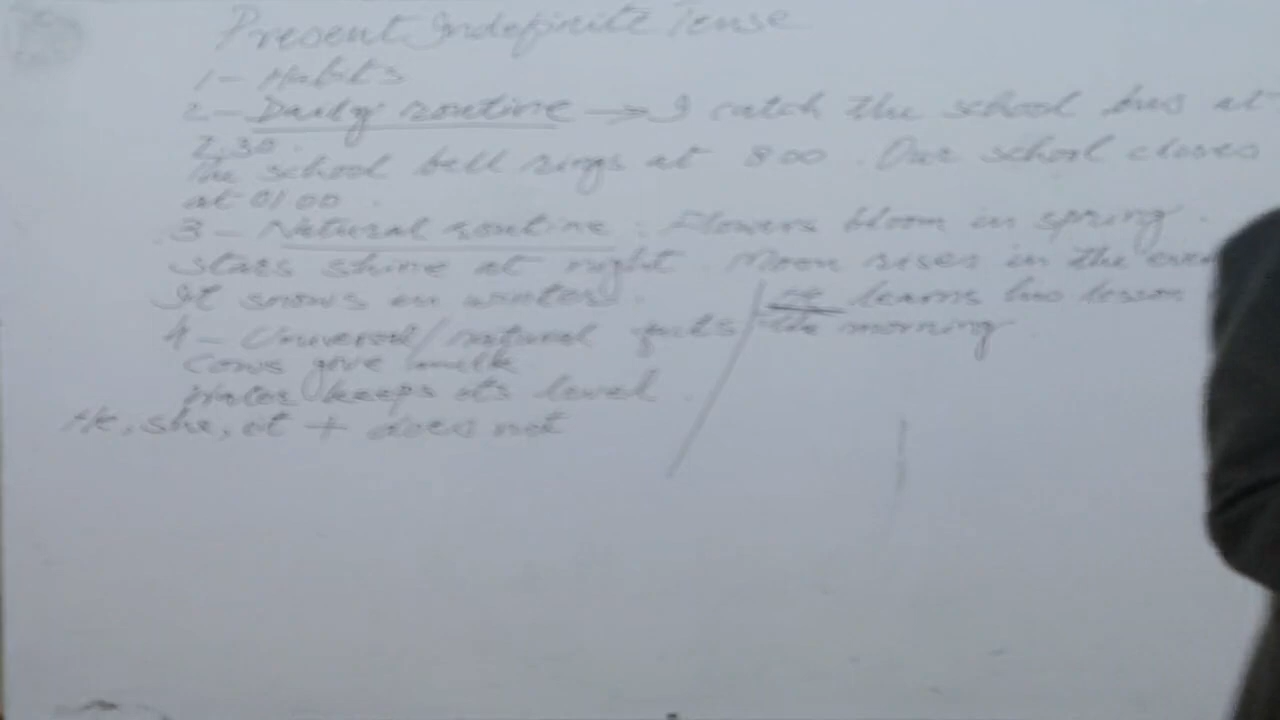 Present Indefinite Tense
1- Habits
2- Daily routine → I catch the school bus at
7.30.
The school bell rings at 8 00. Our school closes
at 01 00.
3- Natural routine: Flowers bloom in spring.
Stars shine at night. Moon rises in the
It snows in winter.
He learns his lesson
4- Universal/natural facts
the morning
Cows give milk
Water keeps its level.
He, she, it + does not